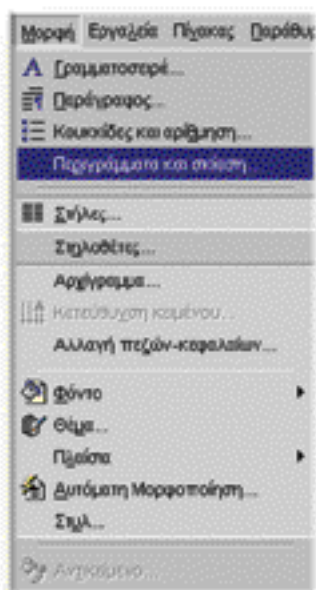 Μορφή Εργαλεία Πίνακας Παράθυ
Γραμματοσειρά...
Παράγραφος...
Κουκκίδες και αρίθμηση...
Περιγράμματα και σκίαση...
Στήλες...
Στηλοθέτες...
Αρχίγραμμα...
Κατεύθυνση κειμένου...
Αλλαγή πεζών-κεφαλαίων...
Φόντο
Θέμα...
Πλαίσια
Αυτόματη Μορφοποίηση...
Στυλ...
Αντικείμενο...